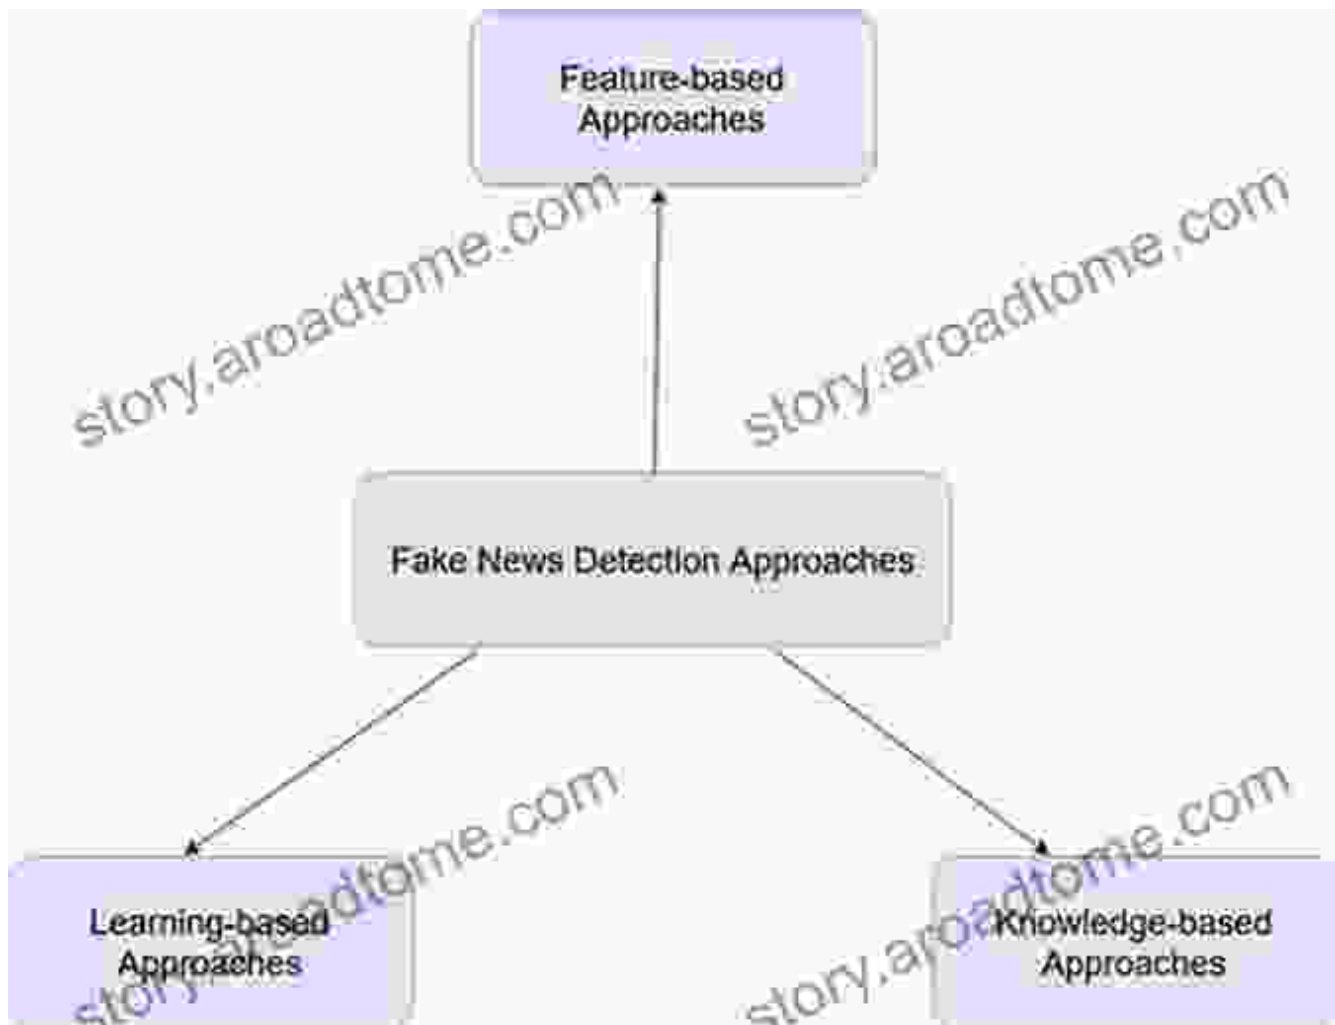 Feature-based
Approaches
story.aroadtome.com
story.aroadtome.com
Fake News Detection Approaches
story.aroadtome.com
story.aroadtome.com
Learning-based
Approaches
Knowledge-based
Approaches